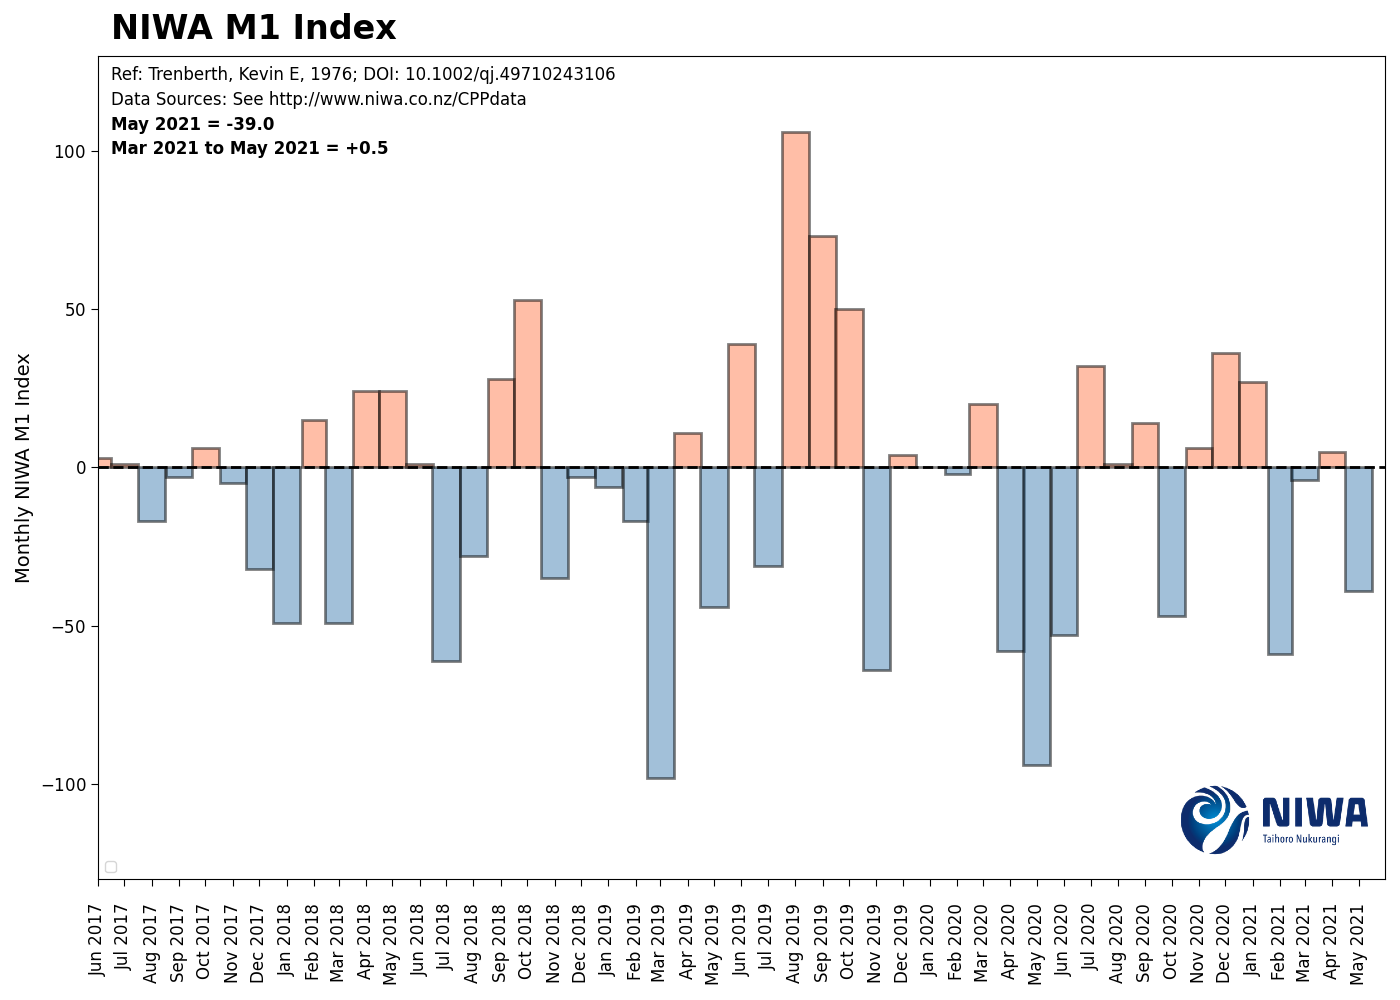 NIWA M1 Index
Ref: Trenberth, Kevin E, 1976; DOI: 10.1002/qj.49710243106
Data Sources: See http://www.niwa.co.nz/CPPdata
May 2021 = -39.0
Mar 2021 to May 2021 = +0.5
Monthly NIWA M1 Index
100
50
0
−50
−100
NIWA
Taihoro Nukurangi
Jun 2017
Jul 2017
Aug 2017
Sep 2017
Oct 2017
Nov 2017
Dec 2017
Jan 2018
Feb 2018
Mar 2018
Apr 2018
May 2018
Jun 2018
Jul 2018
Aug 2018
Sep 2018
Oct 2018
Nov 2018
Dec 2018
Jan 2019
Feb 2019
Mar 2019
Apr 2019
May 2019
Jun 2019
Jul 2019
Aug 2019
Sep 2019
Oct 2019
Nov 2019
Dec 2019
Jan 2020
Feb 2020
Mar 2020
Apr 2020
May 2020
Jun 2020
Jul 2020
Aug 2020
Sep 2020
Oct 2020
Nov 2020
Dec 2020
Jan 2021
Feb 2021
Mar 2021
Apr 2021
May 2021